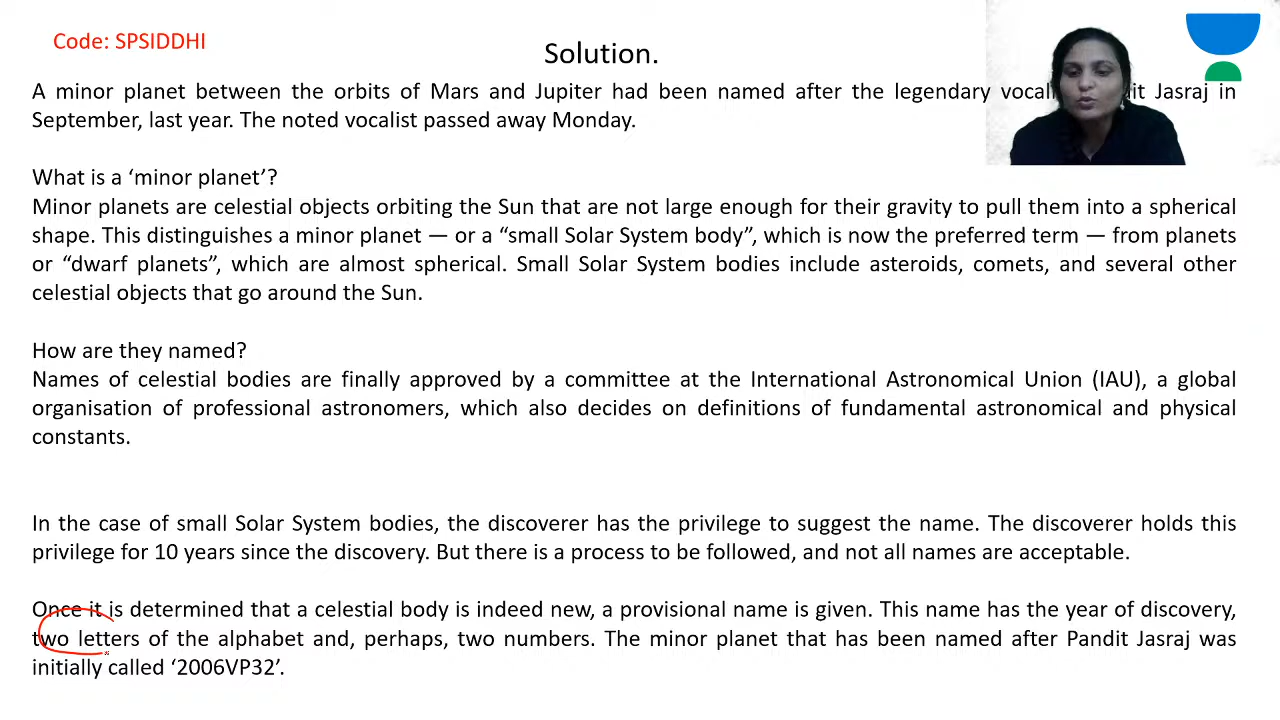 Code: SPSIDDHI
Solution.
A minor planet between the orbits of Mars and Jupiter had been named after the legendary Jasraj in
September, last year. The noted vocalist passed away Monday.
What is a ‘minor planet’?
Minor planets are celestial objects orbiting the Sun that are not large enough for their gravity to pull them into a spherical
shape. This distinguishes a minor planet — or a “small Solar System body”, which is now the preferred term — from planets
or “dwarf planets”, which are almost spherical. Small Solar System bodies include asteroids, comets, and several other
celestial objects that go around the Sun.
How are they named?
Names of celestial bodies are finally approved by a committee at the International Astronomical Union (IAU), a global
organisation of professional astronomers, which also decides on definitions of fundamental astronomical and physical
constants.
In the case of small Solar System bodies, the discoverer has the privilege to suggest the name. The discoverer holds this
privilege for 10 years since the discovery. But there is a process to be followed, and not all names are acceptable.
Once it is determined that a celestial body is indeed new, a provisional name is given. This name has the year of discovery,
two letters of the alphabet and, perhaps, two numbers. The minor planet that has been named after Pandit Jasraj was
initially called ‘2006VP32’.